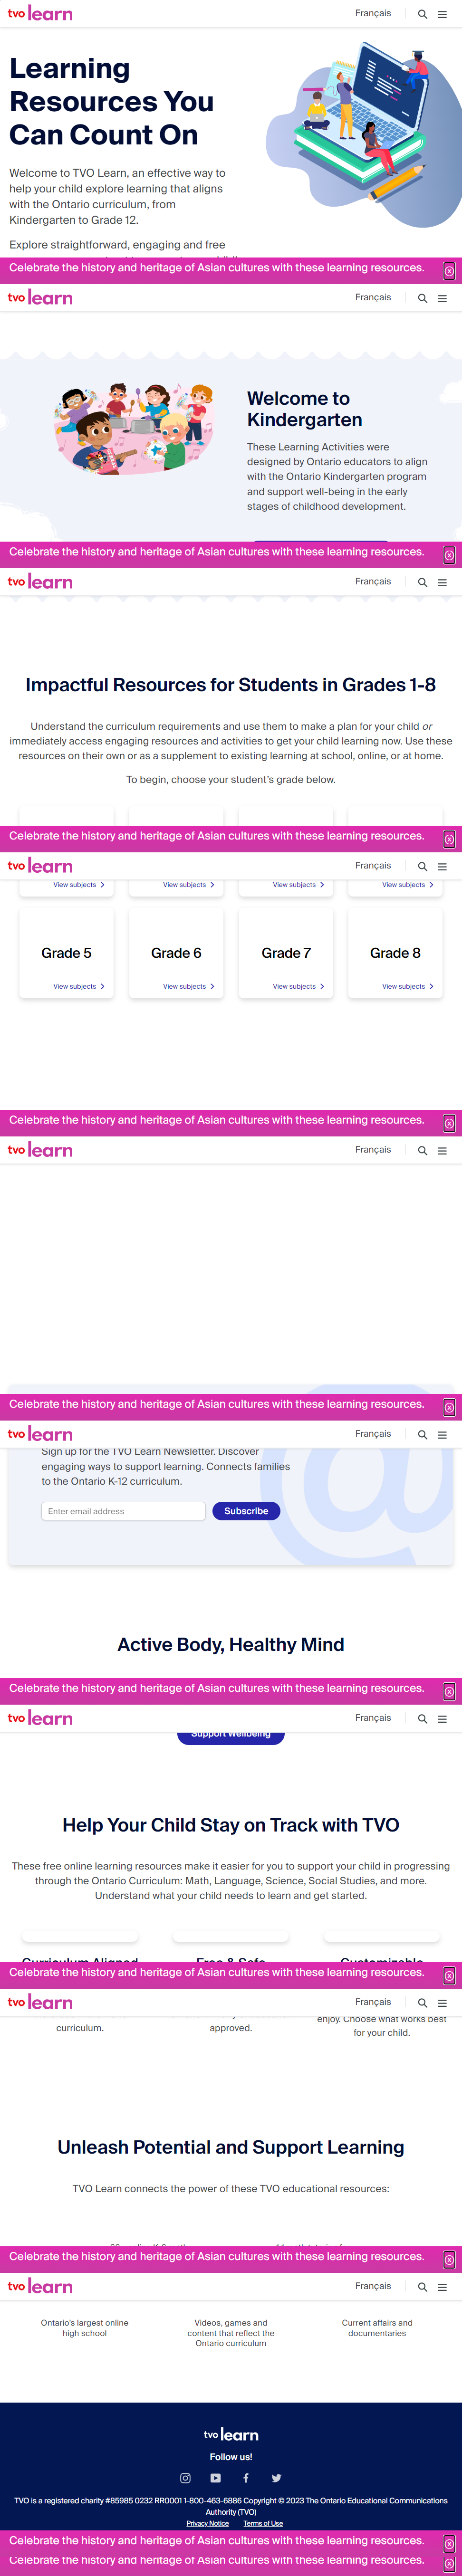 tvo learn
Français
Learning
Resources You
Can Count On
Welcome to TVO Learn, an effective way to
help your child explore learning that aligns
with the Ontario curriculum, from
Kindergarten to Grade 12.
Explore straightforward, engaging and free
Celebrate the history and heritage of Asian cultures with these learning resources.
tvo learn
Français
Welcome to
Kindergarten
These Learning Activities were
designed by Ontario educators to align
with the Ontario Kindergarten program
and support well-being in the early
stages of childhood development.
Celebrate the history and heritage of Asian cultures with these learning resources.
tvo learn
Français
Impactful Resources for Students in Grades 1-8
Understand the curriculum requirements and use them to make a plan for your child or
immediately access engaging resources and activities to get your child learning now. Use these
resources on their own or as a supplement to existing learning at school, online, or at home.
To begin, choose your student's grade below.
Celebrate the history and heritage of Asian cultures with these learning resources.
tvo learn
Français
View subjects View subjects View subjects View subjects
Grade 5 Grade 6 Grade 7 Grade 8
View subjects View subjects View subjects View subjects
Celebrate the history and heritage of Asian cultures with these learning resources.
tvo learn
Français
Celebrate the history and heritage of Asian cultures with these learning resources.
tvo learn
Français
Sign up for the TVO Learn Newsletter. Discover
engaging ways to support learning. Connects families
to the Ontario K-12 curriculum.
Enter email address
Subscribe
Active Body, Healthy Mind
Celebrate the history and heritage of Asian cultures with these learning resources.
tvo learn
Français
Support Wellbeing
Help Your Child Stay on Track with TVO
These free online learning resources make it easier for you to support your child in progressing
through the Ontario Curriculum: Math, Language, Science, Social Studies, and more.
Understand what your child needs to learn and get started.
Curriculum Aligned Free & Safe Customizable
Celebrate the history and heritage of Asian cultures with these learning resources.
tvo learn
Français
curriculum.
approved.
enjoy. Choose what works best
for your child.
Unleash Potential and Support Learning
TVO Learn connects the power of these TVO educational resources:
Celebrate the history and heritage of Asian cultures with these learning resources.
tvo learn
Français
Ontario's largest online
high school
Videos, games and
content that reflect the
Ontario curriculum
Current affairs and
documentaries
tvo learn
Follow us!
TVO is a registered charity #85985 0232 RR0001 1-800-463-6886 Copyright © 2023 The Ontario Educational Communications
Authority (TVO)
Privacy Notice Terms of Use
Celebrate the history and heritage of Asian cultures with these learning resources.
Celebrate the history and heritage of Asian cultures with these learning resources.